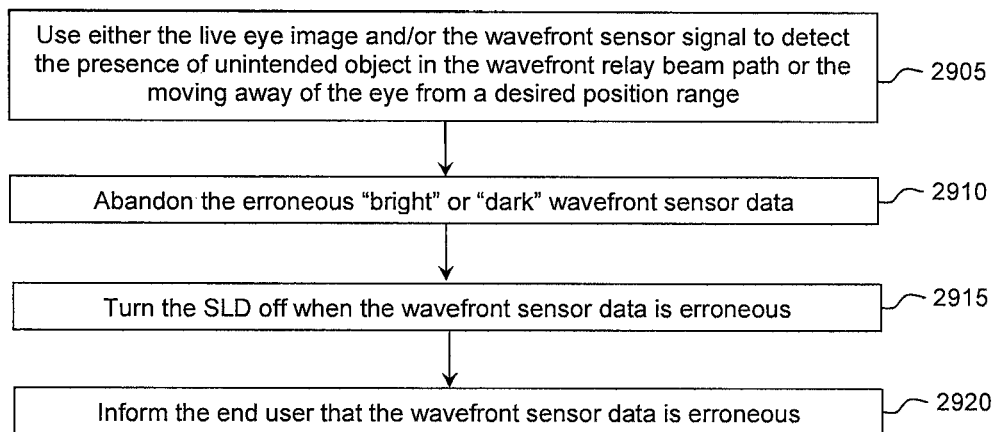 Use either the live eye image and/or the wavefront sensor signal to detect
the presence of unintended object in the wavefront relay beam path or the
moving away of the eye from a desired position range
2905
Abandon the erroneous “bright” or “dark” wavefront sensor data
2910
Turn the SLD off when the wavefront sensor data is erroneous
2915
Inform the end user that the wavefront sensor data is erroneous
2920